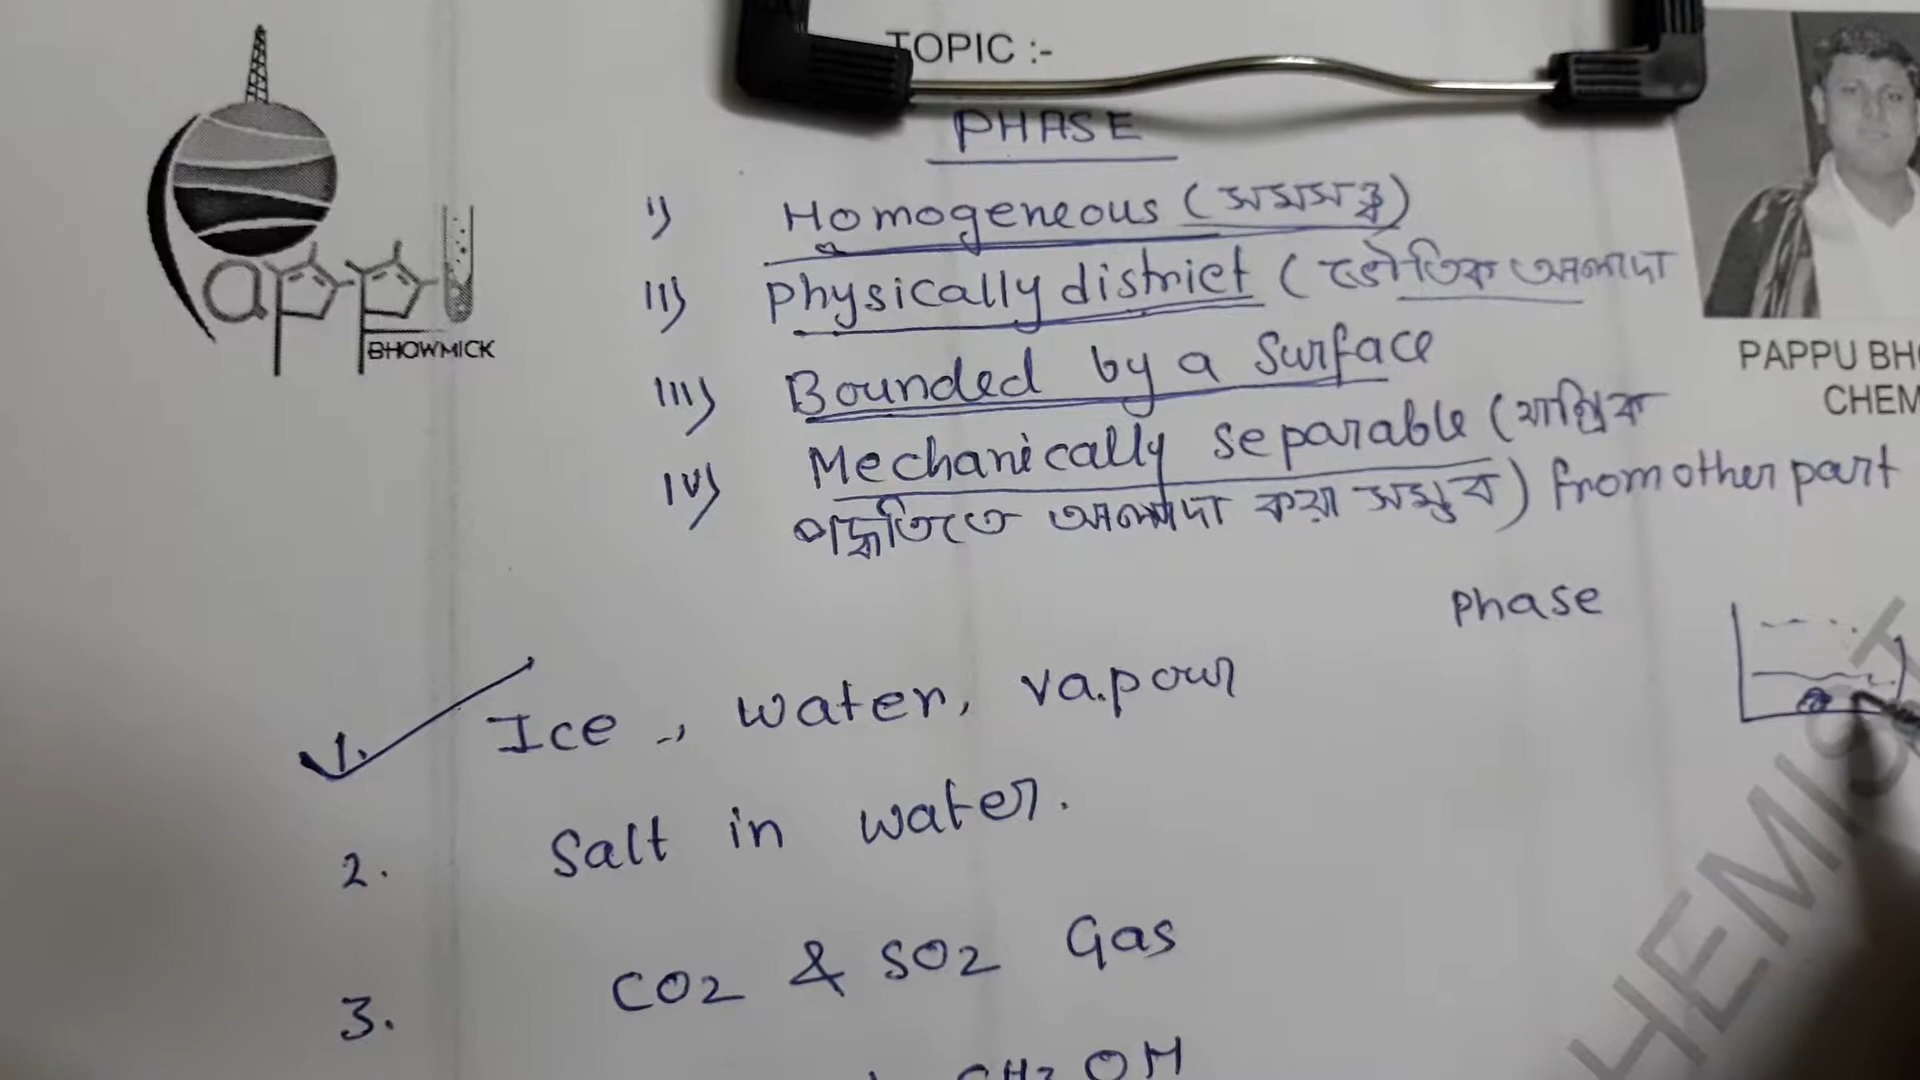 TOPIC :-
PHASE
i) Homogeneous (সমসত্ত্ব)
ii) Physically district (ভৌতিক আলাদা
iii) Bounded by a surface
iv) Mechanically separable (যান্ত্রিক
পদ্ধতিতে আলাদা করা সম্ভব) from other part
BHOWMICK
PAPPU
CHEM
Phase
1. Ice, water, vapour
2. Salt in water.
3. CO2 & SO2 Gas
CH3OH
HEMIST